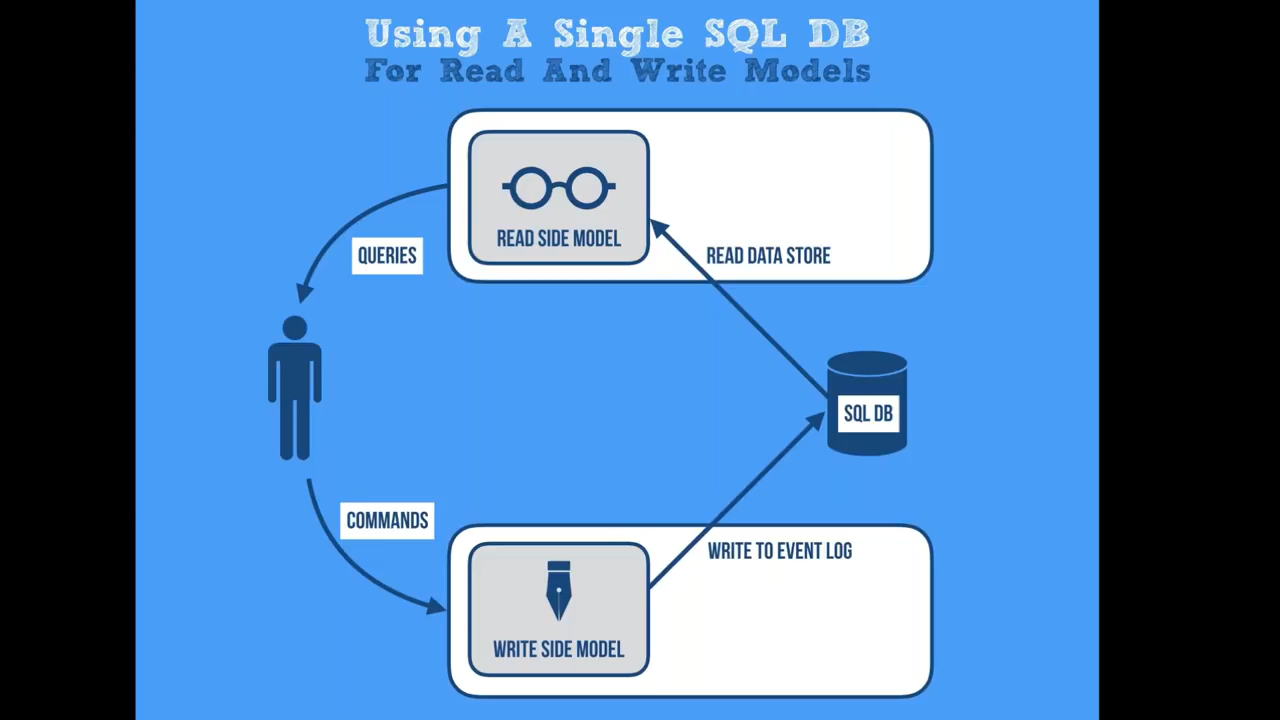 Using A Single SQL DB
For Read And Write Models
READ SIDE MODEL
QUERIES
READ DATA STORE
SQL DB
COMMANDS
WRITE TO EVENT LOG
WRITE SIDE MODEL